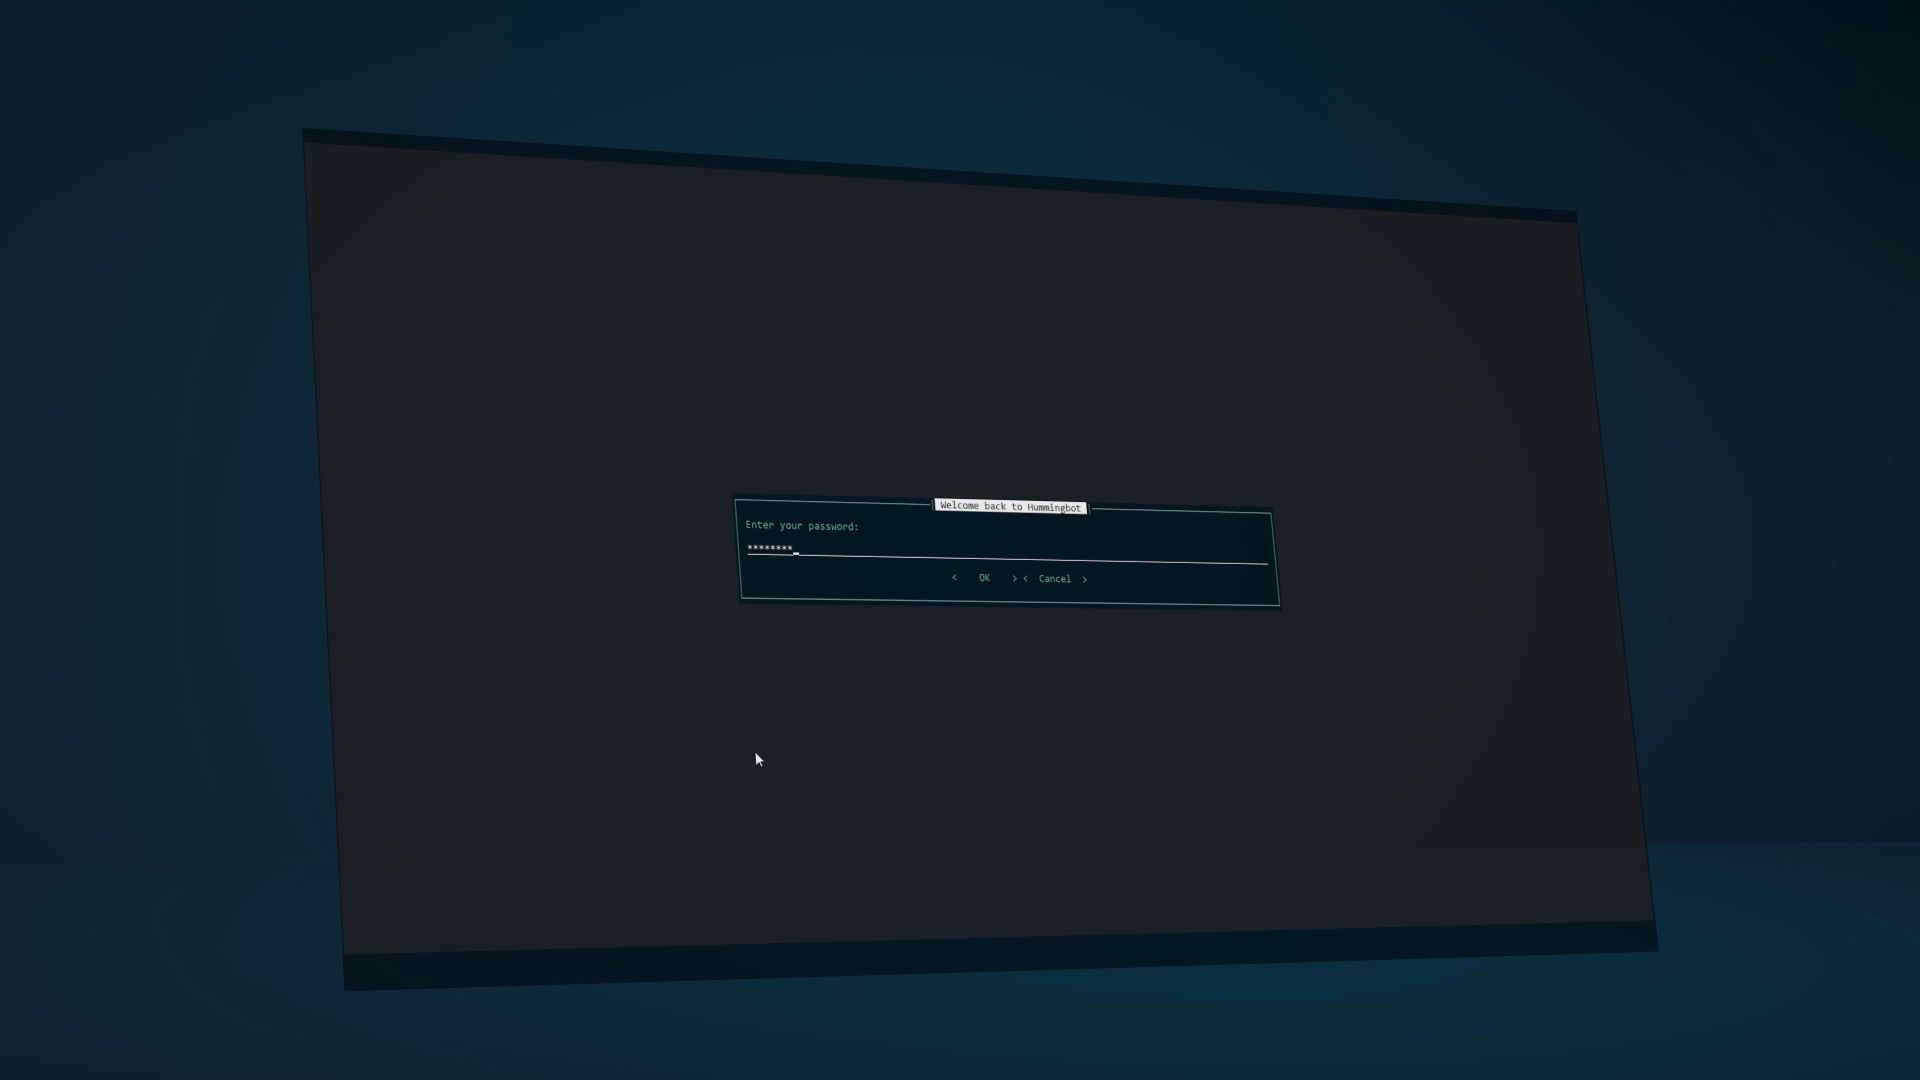 Welcome back to Hummingbot
Enter your password:
********_
< OK > < Cancel >